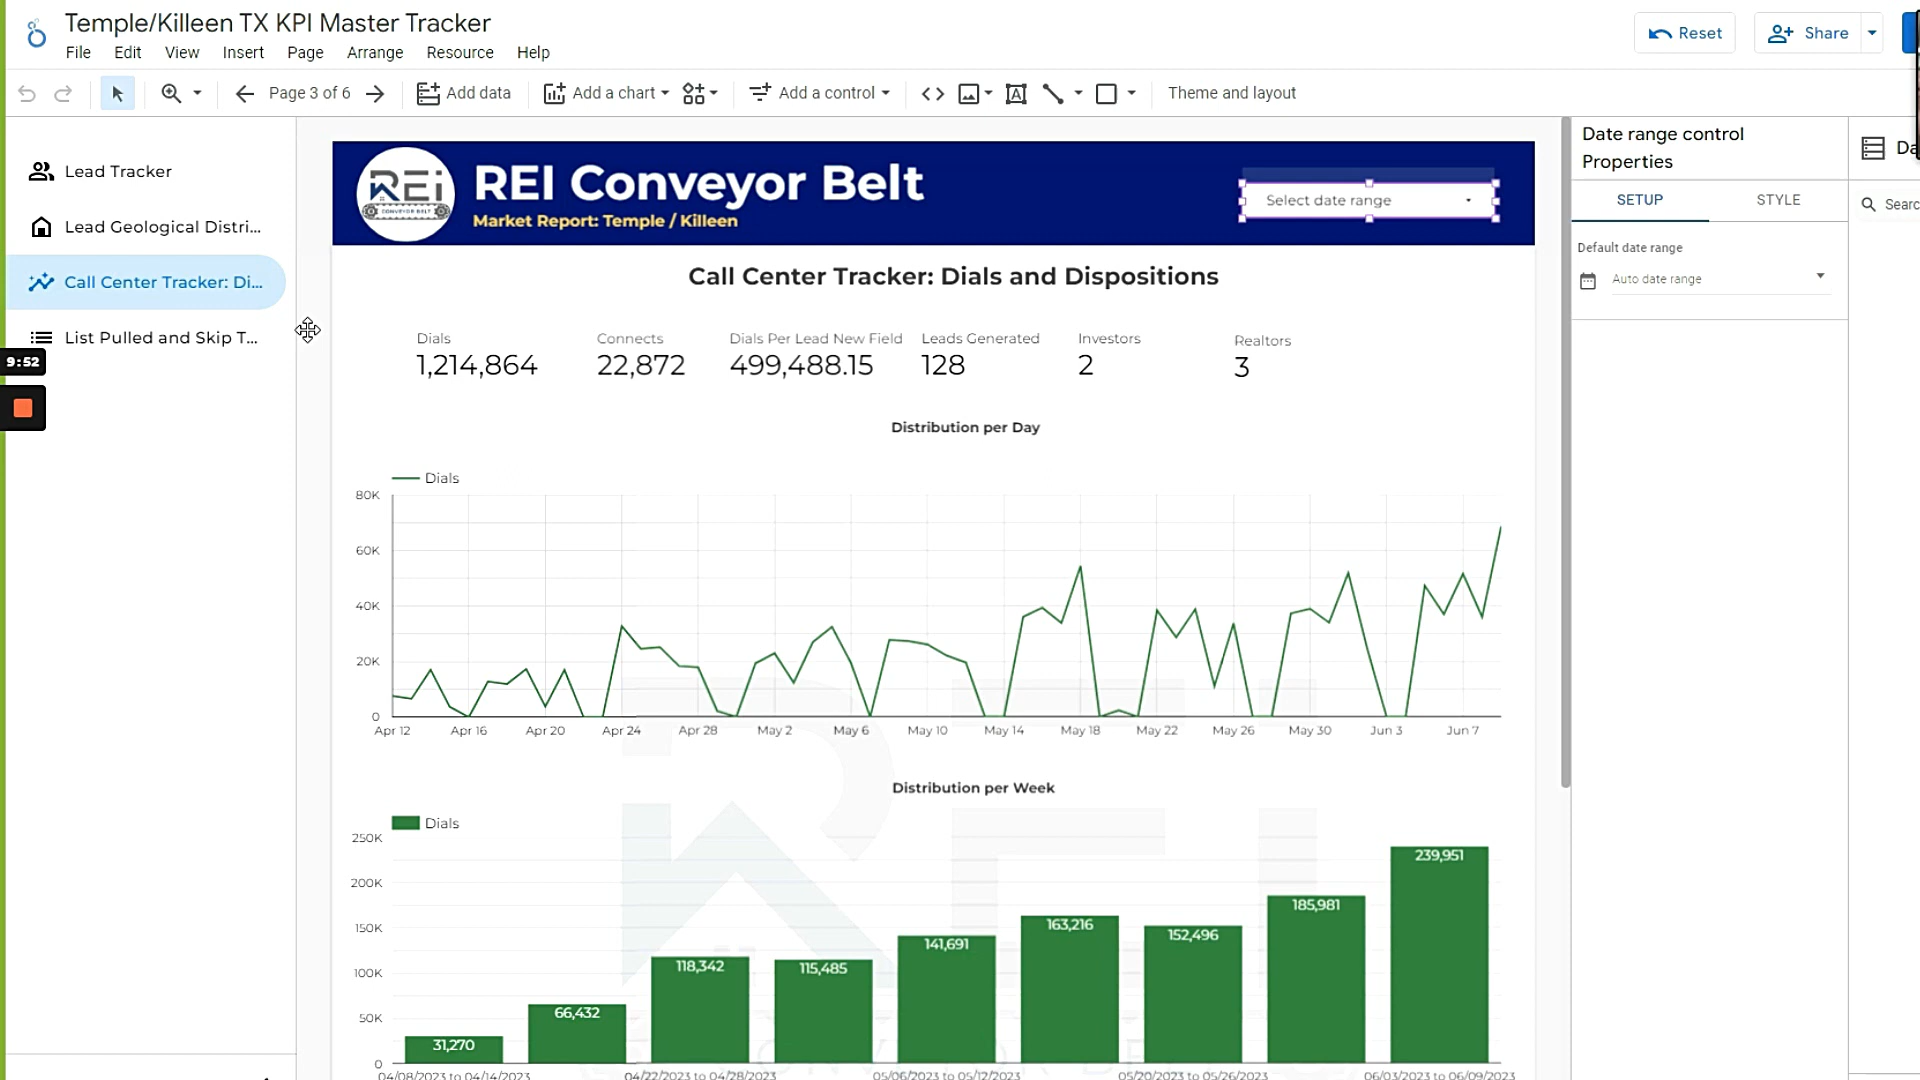 Temple/Killeen TX KPI Master Tracker
File Edit View Insert Page Arrange Resource Help
Reset
Share
Page 3 of 6
Add data
Add a chart
Add a control
Theme and layout
Lead Tracker
Lead Geological Distri...
Call Center Tracker: Di...
List Pulled and Skip T...
9:52
REi
CONVEYOR BELT
REI Conveyor Belt
Market Report: Temple / Killeen
Select date range
Call Center Tracker: Dials and Dispositions
Dials Connects Dials Per Lead New Field Leads Generated Investors Realtors
1,214,864 22,872 499,488.15 128 2 3
Distribution per Day
Dials
80K
60K
40K
20K
0
Apr 12 Apr 16 Apr 20 Apr 24 Apr 28 May 2 May 6 May 10 May 14 May 18 May 22 May 26 May 30 Jun 3 Jun 7
Distribution per Week
Dials
250K
200K
150K
100K
50K
0
31,270 66,432 118,342 115,485 141,691 163,216 152,496 185,981 239,951
04/08/2023 to 04/14/2023 04/22/2023 to 04/28/2023 05/06/2023 to 05/12/2023 05/20/2023 to 05/26/2023 06/03/2023 to 06/09/2023
Date range control
Properties
SETUP STYLE
Default date range
Auto date range
Da
Searc